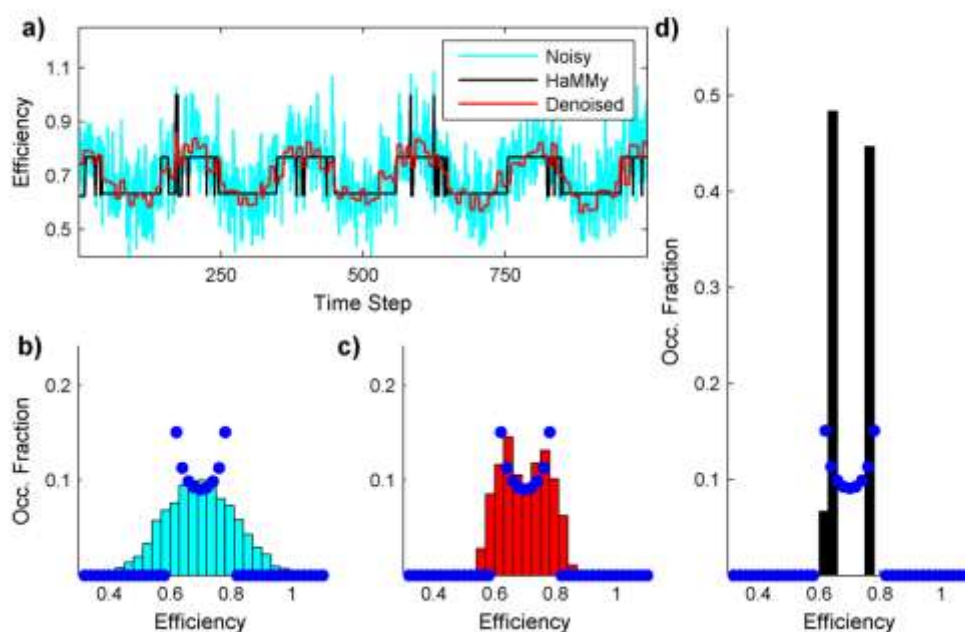 a)
Efficiency
1.1
0.9
0.7
0.5
250
500
750
Time Step
Noisy
HaMMy
Denoised
b)
Occ. Fraction
0.2
0.1
0.4
0.6
0.8
1
Efficiency
c)
0.2
0.1
0.4
0.6
0.8
1
Efficiency
d)
Occ. Fraction
0.5
0.4
0.3
0.2
0.1
0.4
0.6
0.8
1
Efficiency